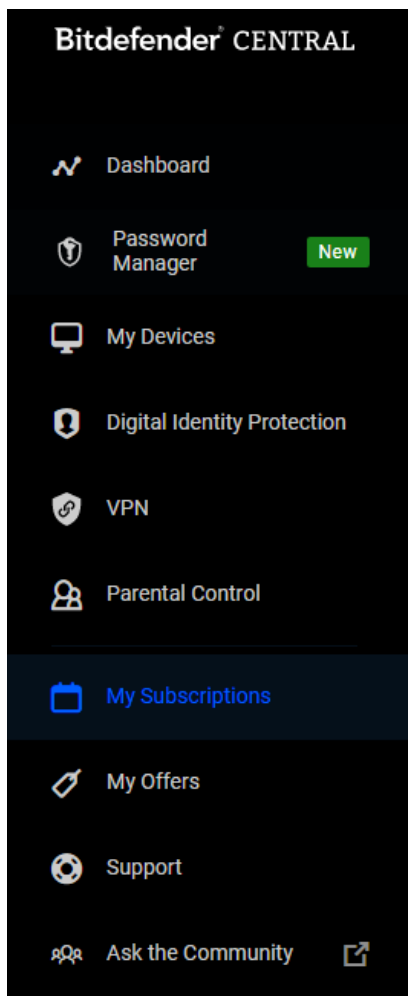 Bitdefender® CENTRAL
Dashboard
Password
Manager
New
My Devices
Digital Identity Protection
VPN
Parental Control
My Subscriptions
My Offers
Support
Ask the Community